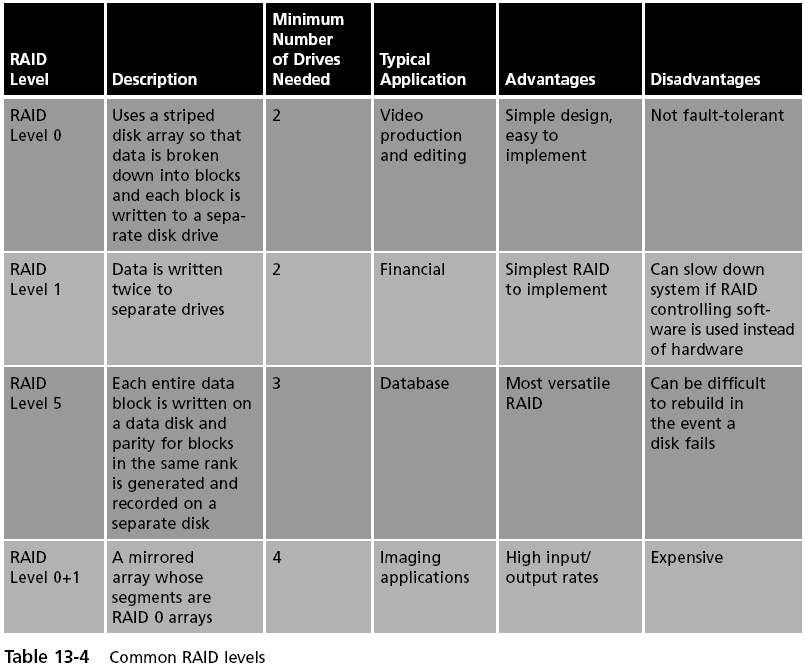 RAID Level
Description
Minimum Number of Drives Needed
Typical Application
Advantages
Disadvantages
RAID
Level 0
Uses a striped
disk array so that
data is broken
down into blocks
and each block is
written to a sepa-
rate disk drive
2
Video
production
and editing
Simple design,
easy to
implement
Not fault-tolerant
RAID
Level 1
Data is written
twice to
separate drives
2
Financial
Simplest RAID
to implement
Can slow down
system if RAID
controlling soft-
ware is used instead
of hardware
RAID
Level 5
Each entire data
block is written on
a data disk and
parity for blocks
in the same rank
is generated and
recorded on a
separate disk
3
Database
Most versatile
RAID
Can be difficult
to rebuild in
the event a
disk fails
RAID
Level 0+1
A mirrored
array whose
segments are
RAID 0 arrays
4
Imaging
applications
High input/
output rates
Expensive
Table 13-4 Common RAID levels